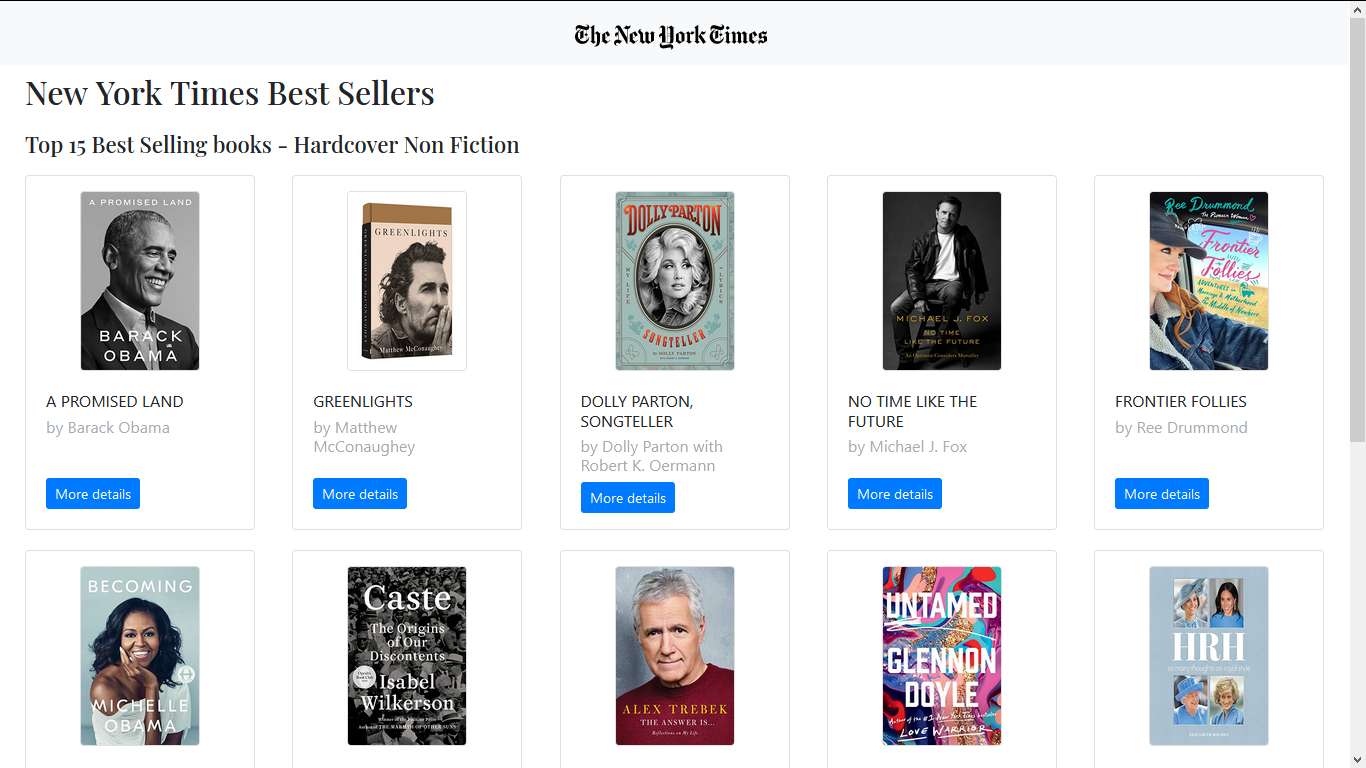 The New York Times
New York Times Best Sellers
Top 15 Best Selling books - Hardcover Non Fiction
A PROMISED LAND
BARACK
OBAMA
GREENLIGHTS
GREENLIGHTS
Matthew McConaughey
DOLLY PARTON
MY LIFE
IN LYRICS
SONGTELLER
by DOLLY PARTON
MICHAEL J. FOX
NO TIME
LIKE THE FUTURE
An Optimist Considers Mortality
Ree Drummond
The Pioneer Woman
Frontier
Follies
ADVENTURES in
Marriage & Motherhood
in the Middle of Nowhere
A PROMISED LAND
by Barack Obama
More details
GREENLIGHTS
by Matthew
McConaughey
More details
DOLLY PARTON,
SONGTELLER
by Dolly Parton with
Robert K. Oermann
More details
NO TIME LIKE THE
FUTURE
by Michael J. Fox
More details
FRONTIER FOLLIES
by Ree Drummond
More details
BECOMING
MICHELLE
OBAMA
Caste
The Origins
of Our
Discontents
Isabel
Wilkerson
Winner of the Pulitzer Prize
Author of THE WARMTH OF OTHER SUNS
ALEX TREBEK
THE ANSWER IS...
Reflections on My Life
UNTAMED
GLENNON
DOYLE
Author of the #1 New York Times bestseller
LOVE WARRIOR
HRH
so many thoughts on royal style
ELIZABETH HOLMES